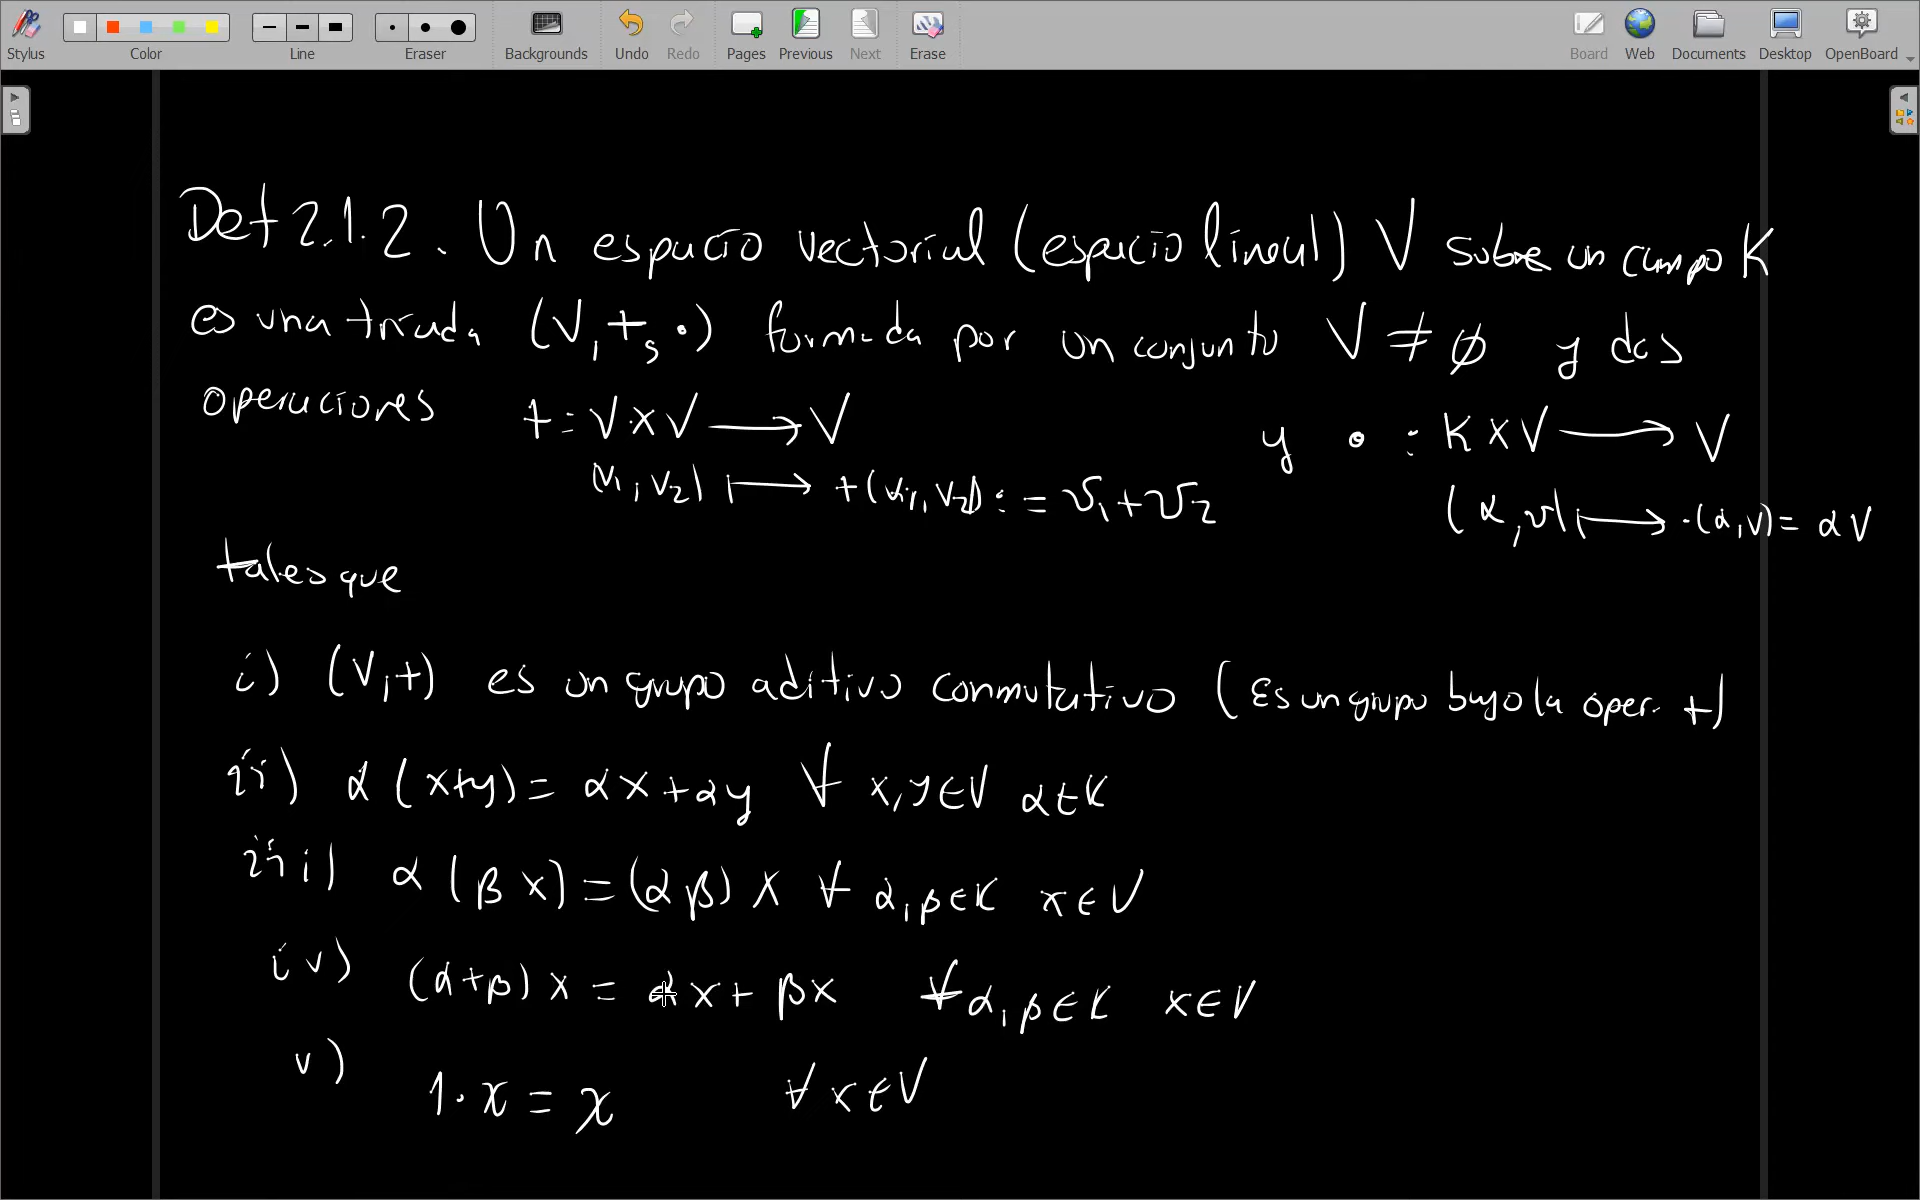 Stylus Color Line Eraser Backgrounds Undo Redo Pages Previous Next Erase Board Web Documents Desktop OpenBoard
Def 2.1.2. Un espacio vectorial (espacio lineal) V sobre un campo K
es una tríada (V, +, •) formada por un conjunto V ≠ ∅ y dos
operaciones + : V × V ⟶ V y • : K × V ⟶ V
(v₁, v₂) ⟼ +(v₁, v₂) := v₁ + v₂ (α, v) ⟼ ·(α, v) = αv
tales que
i) (V, +) es un grupo aditivo conmutativo (Es un grupo bajo la oper. +)
ii) α(x+y) = αx + αy ∀ x, y ∈ V α ∈ K
iii) α(βx) = (αβ)x ∀ α, β ∈ K x ∈ V
iv) (α+β)x = αx + βx ∀ α, β ∈ K x ∈ V
v) 1·x = x ∀ x ∈ V